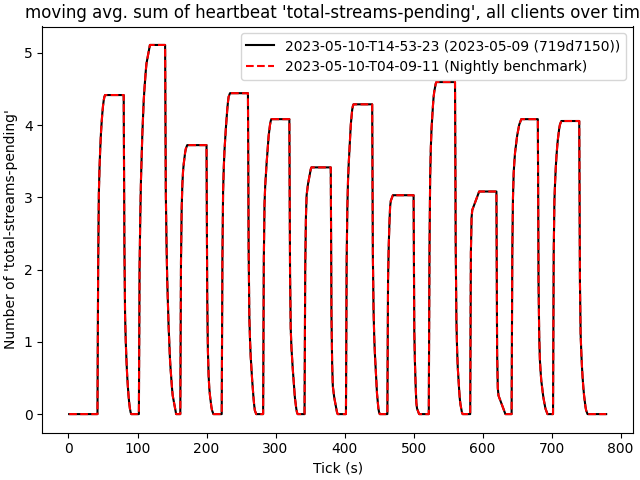 moving avg. sum of heartbeat 'total-streams-pending', all clients over tim
2023-05-10-T14-53-23 (2023-05-09 (719d7150))
2023-05-10-T04-09-11 (Nightly benchmark)
Number of 'total-streams-pending'
5
4
3
2
1
0
0 100 200 300 400 500 600 700 800
Tick (s)